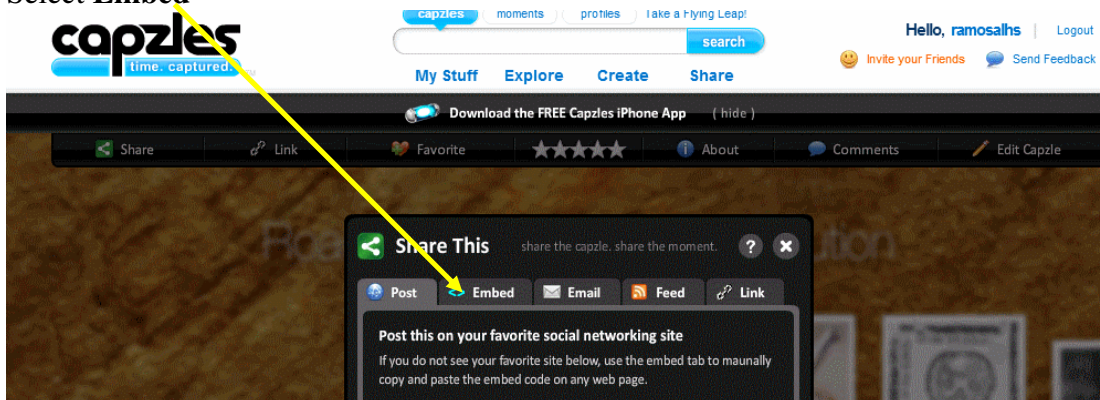 Select Embed
capzles moments profiles Take a Flying Leap!
capzles
time. captured.
search
Hello, ramosalhs | Logout
Invite your Friends Send Feedback
My Stuff Explore Create Share
Download the FREE Capzles iPhone App ( hide )
Share Link Favorite About Comments Edit Capzle
Share This share the capzle. share the moment. ?
Post Embed Email Feed Link
Post this on your favorite social networking site
If you do not see your favorite site below, use the embed tab to maunally
copy and paste the embed code on any web page.